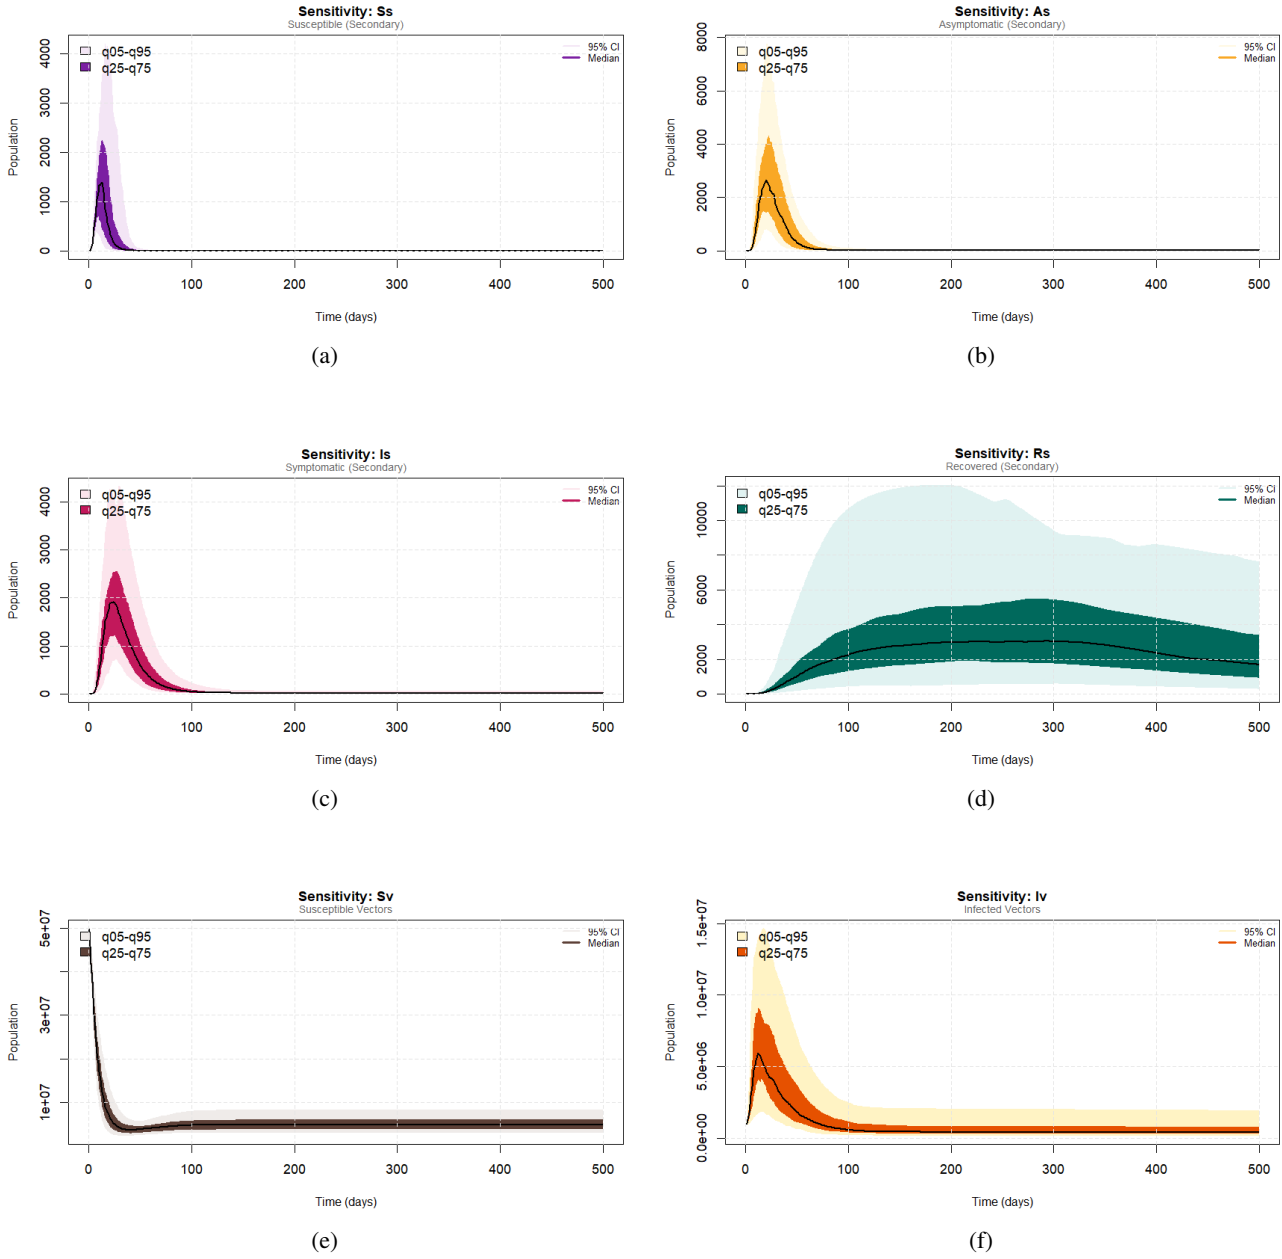 Sensitivity: Ss
Susceptible (Secondary)
q05-q95
q25-q75
95% CI
Median
Population
0 1000 2000 3000 4000
0 100 200 300 400 500
Time (days)
(a)
Sensitivity: As
Asymptomatic (Secondary)
q05-q95
q25-q75
95% CI
Median
Population
0 2000 4000 6000 8000
0 100 200 300 400 500
Time (days)
(b)
Sensitivity: Is
Symptomatic (Secondary)
q05-q95
q25-q75
95% CI
Median
Population
0 1000 2000 3000 4000
0 100 200 300 400 500
Time (days)
(c)
Sensitivity: Rs
Recovered (Secondary)
q05-q95
q25-q75
95% CI
Median
Population
0 2000 6000 10000
0 100 200 300 400 500
Time (days)
(d)
Sensitivity: Sv
Susceptible Vectors
q05-q95
q25-q75
95% CI
Median
Population
1e+07 3e+07 5e+07
0 100 200 300 400 500
Time (days)
(e)
Sensitivity: Iv
Infected Vectors
q05-q95
q25-q75
95% CI
Median
Population
0.0e+00 5.0e+06 1.0e+07 1.5e+07
0 100 200 300 400 500
Time (days)
(f)